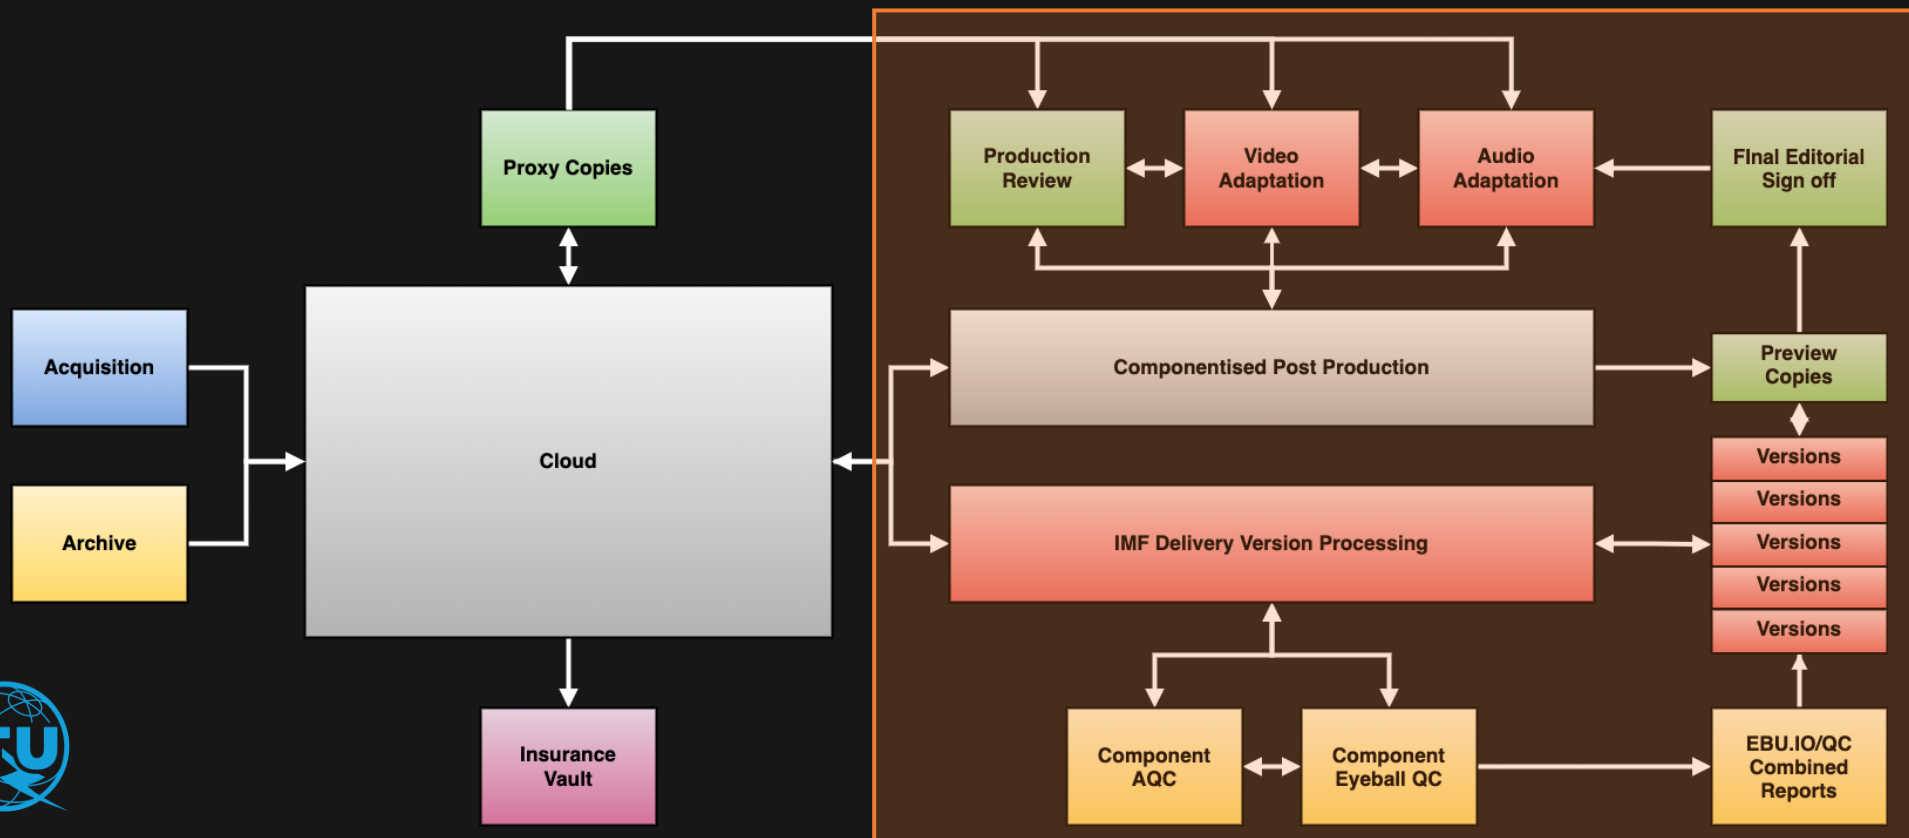 Proxy Copies
Production
Review
Video
Adaptation
Audio
Adaptation
FInal Editorial
Sign off
Acquisition
Archive
Cloud
Componentised Post Production
Preview
Copies
IMF Delivery Version Processing
Versions
Versions
Versions
Versions
Versions
Insurance
Vault
Component
AQC
Component
Eyeball QC
EBU.IO/QC
Combined
Reports